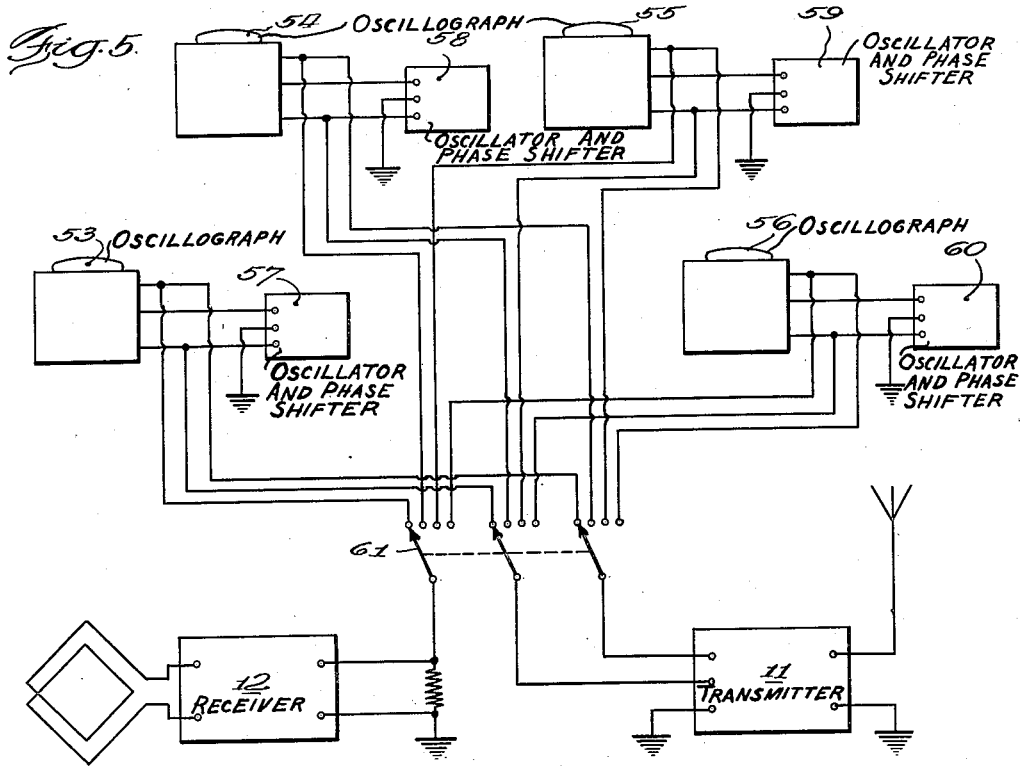 Fig. 5.
54
OSCILLOGRAPH
55
58
59
OSCILLATOR
AND PHASE
SHIFTER
OSCILLATOR AND
PHASE SHIFTER
53
OSCILLOGRAPH
57
OSCILLATOR
AND PHASE
SHIFTER
56
OSCILLOGRAPH
60
OSCILLATOR
AND PHASE
SHIFTER
61
12
RECEIVER
11
TRANSMITTER